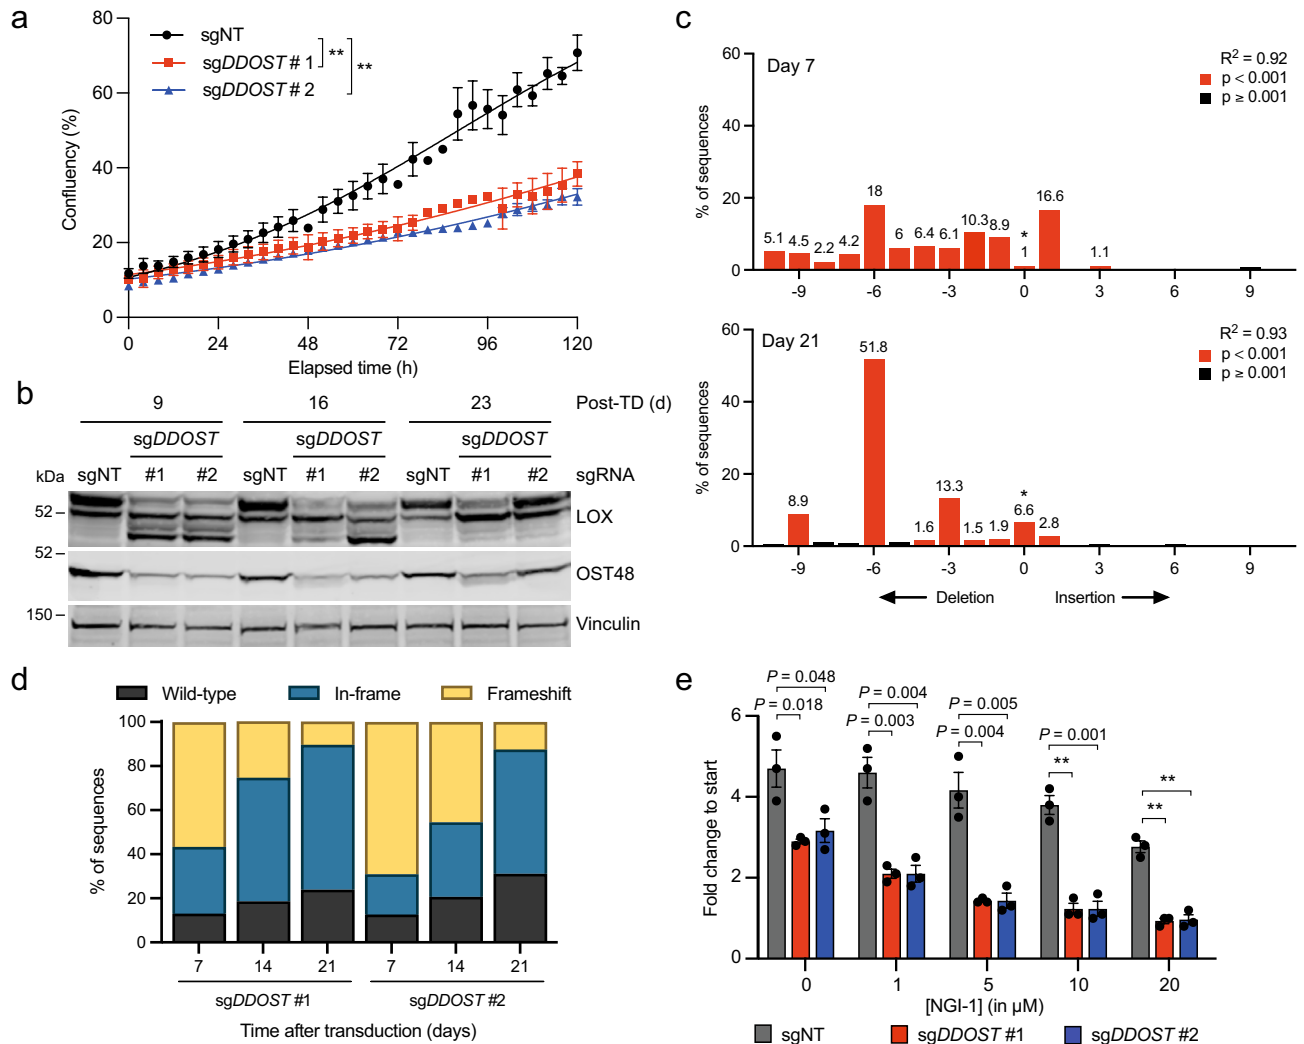 a
80
60
40
20
0
Confluency (%)
sgNT
sgDDOST # 1
sgDDOST # 2
**
**
0 24 48 72 96 120
Elapsed time (h)
b
9 16 23 Post-TD (d)
sgDDOST sgDDOST sgDDOST
kDa sgNT #1 #2 sgNT #1 #2 sgNT #1 #2 sgRNA
52
LOX
52
OST48
150
Vinculin
c
Day 7
R2 = 0.92
p < 0.001
p ≥ 0.001
% of sequences
60
40
20
0
5.1 4.5 2.2 4.2 18 6 6.4 6.1 10.3 8.9 * 1 16.6 1.1
-9 -6 -3 0 3 6 9
Day 21
R2 = 0.93
p < 0.001
p ≥ 0.001
% of sequences
60
40
20
0
8.9 51.8 1.6 13.3 1.5 1.9 * 6.6 2.8
-9 -6 -3 0 3 6 9
Deletion Insertion
d
Wild-type In-frame Frameshift
% of sequences
100
80
60
40
20
0
7 14 21 7 14 21
sgDDOST #1 sgDDOST #2
Time after transduction (days)
e
P = 0.048
P = 0.018
P = 0.004
P = 0.003
P = 0.005
P = 0.004
P = 0.001
**
**
**
Fold change to start
6
4
2
0
0 1 5 10 20
[NGI-1] (in µM)
sgNT sgDDOST #1 sgDDOST #2